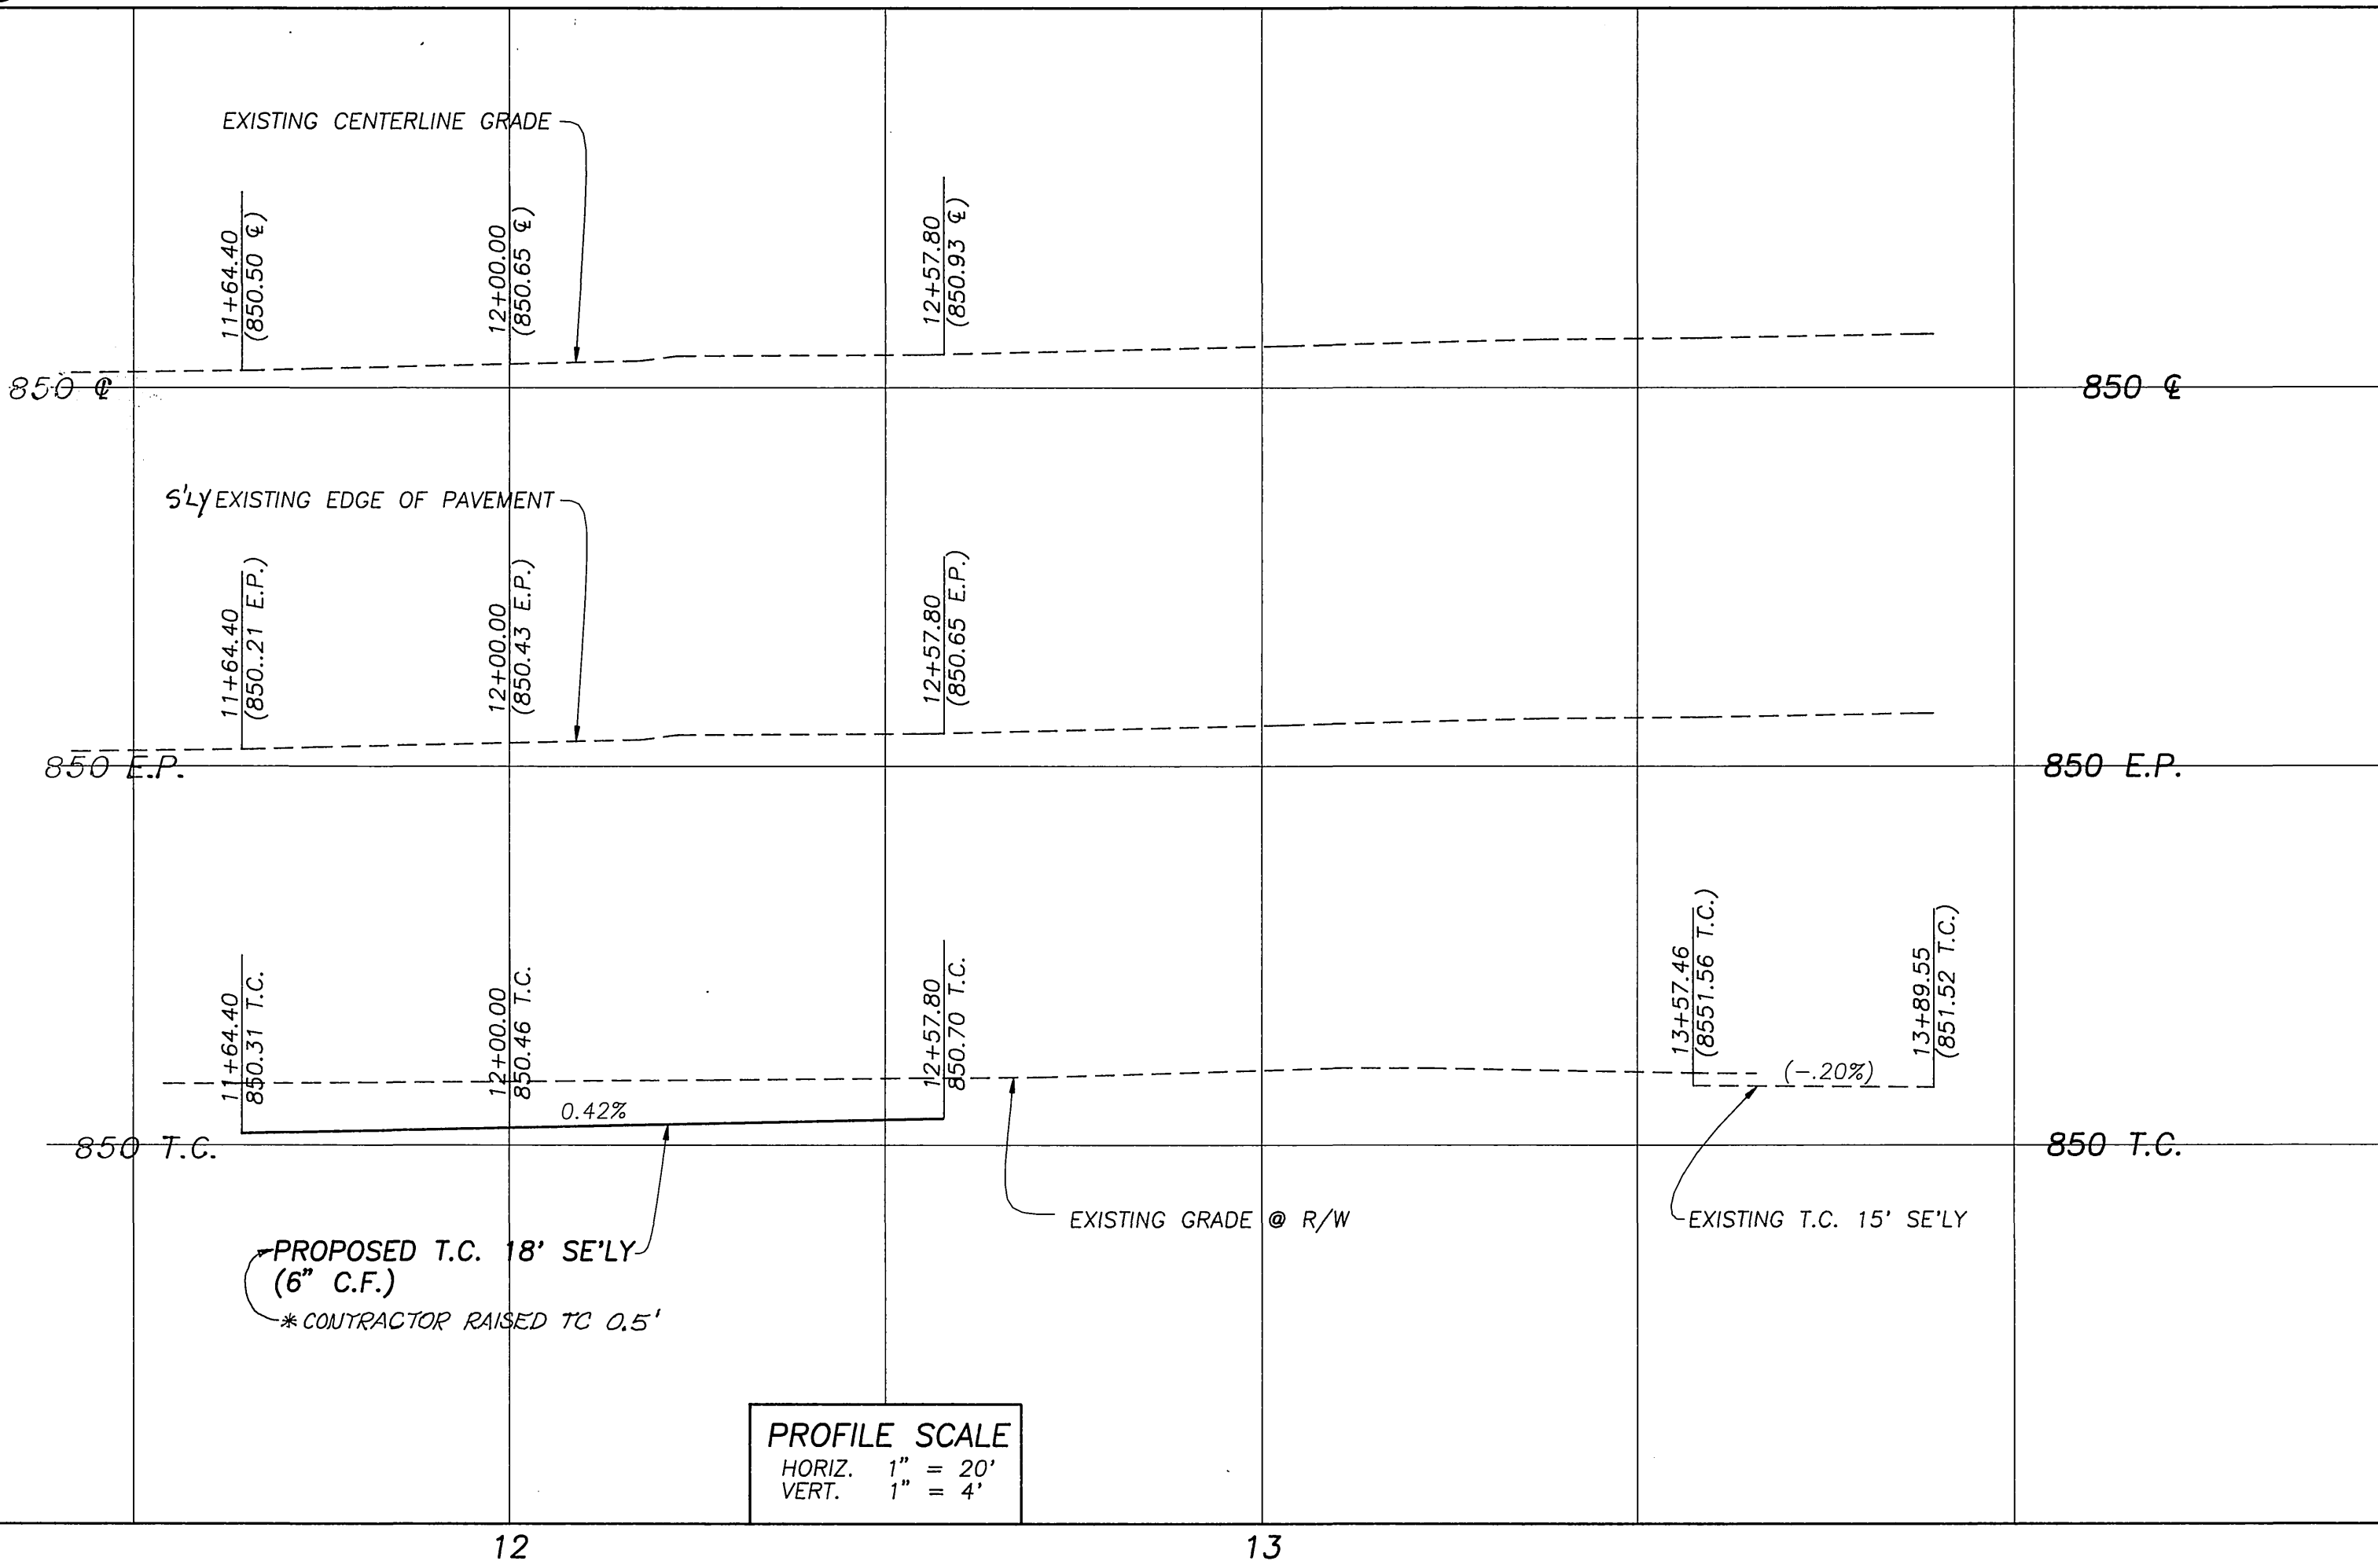 EXISTING CENTERLINE GRADE
11+64.40
(850.50 ℄)
12+00.00
(850.65 ℄)
12+57.80
(850.93 ℄)
850 ℄
850 ℄
S'LY EXISTING EDGE OF PAVEMENT
11+64.40
(850..21 E.P.)
12+00.00
(850.43 E.P.)
12+57.80
(850.65 E.P.)
850 E.P.
850 E.P.
11+64.40
850.31 T.C.
12+00.00
850.46 T.C.
12+57.80
850.70 T.C.
13+57.46
(8551.56 T.C.)
13+89.55
(851.52 T.C.)
(-.20%)
0.42%
850 T.C.
850 T.C.
EXISTING GRADE @ R/W
EXISTING T.C. 15' SE'LY
PROPOSED T.C. 18' SE'LY
(6" C.F.)
* CONTRACTOR RAISED TC 0.5'
PROFILE SCALE
HORIZ. 1" = 20'
VERT. 1" = 4'
12
13